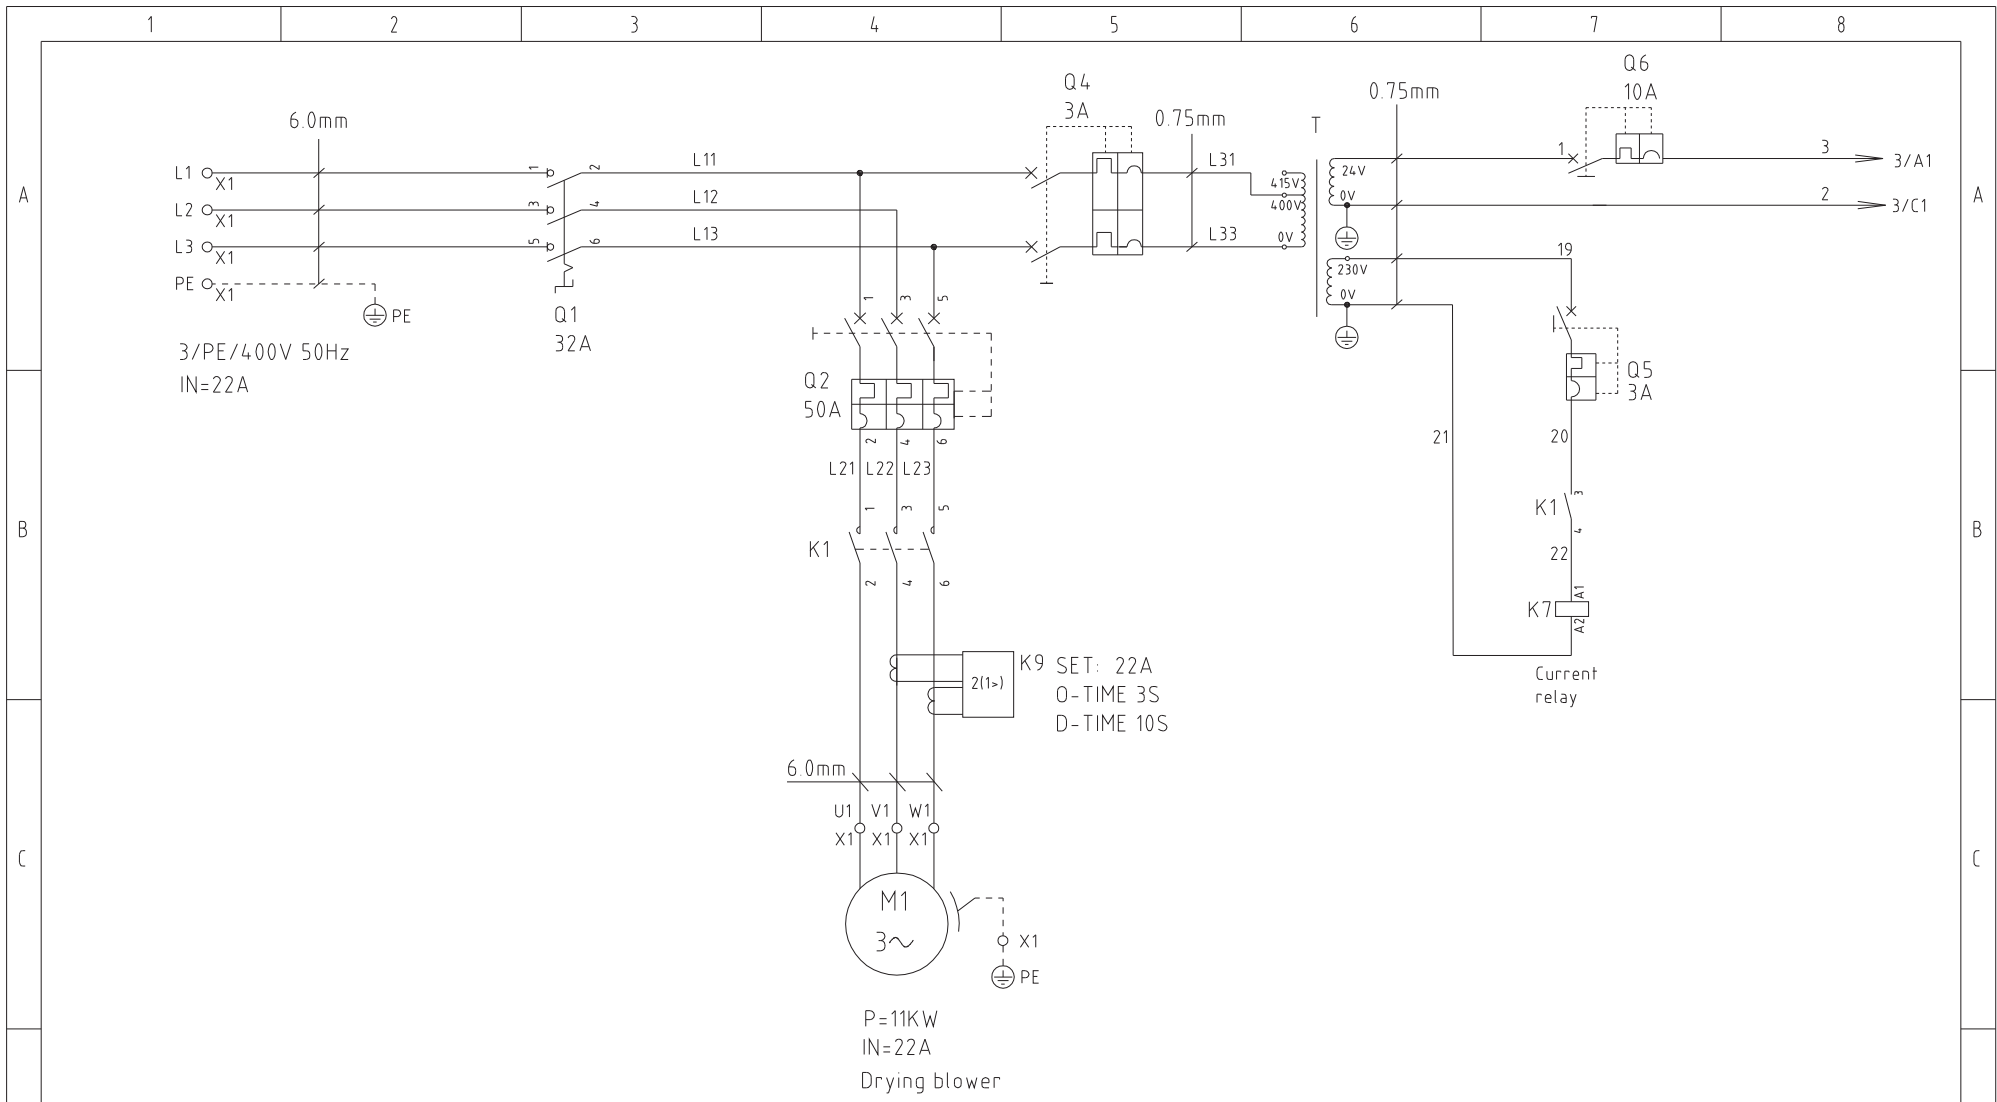 1 2 3 4 5 6 7 8
A
B
C
A
B
C
6.0mm
L1 X1
L2 X1
L3 X1
PE X1
PE
3/PE/400V 50Hz
IN=22A
1 2
3 4
5 6
Q1
32A
L11
L12
L13
Q4
3A
0.75mm
L31
L33
T
415V
400V
0V
24V
0V
230V
0V
0.75mm
Q6
10A
1
3
3/A1
2
3/C1
19
Q5
3A
21
20
K1
3
4
22
A1
K7
A2
Current
relay
1 3 5
Q2
50A
2 4 6
L21 L22 L23
1 3 5
K1
2 4 6
2(1>)
K9
SET: 22A
O-TIME 3S
D-TIME 10S
6.0mm
U1 V1 W1
X1 X1 X1
M1
3~
X1
PE
P=11KW
IN=22A
Drying blower